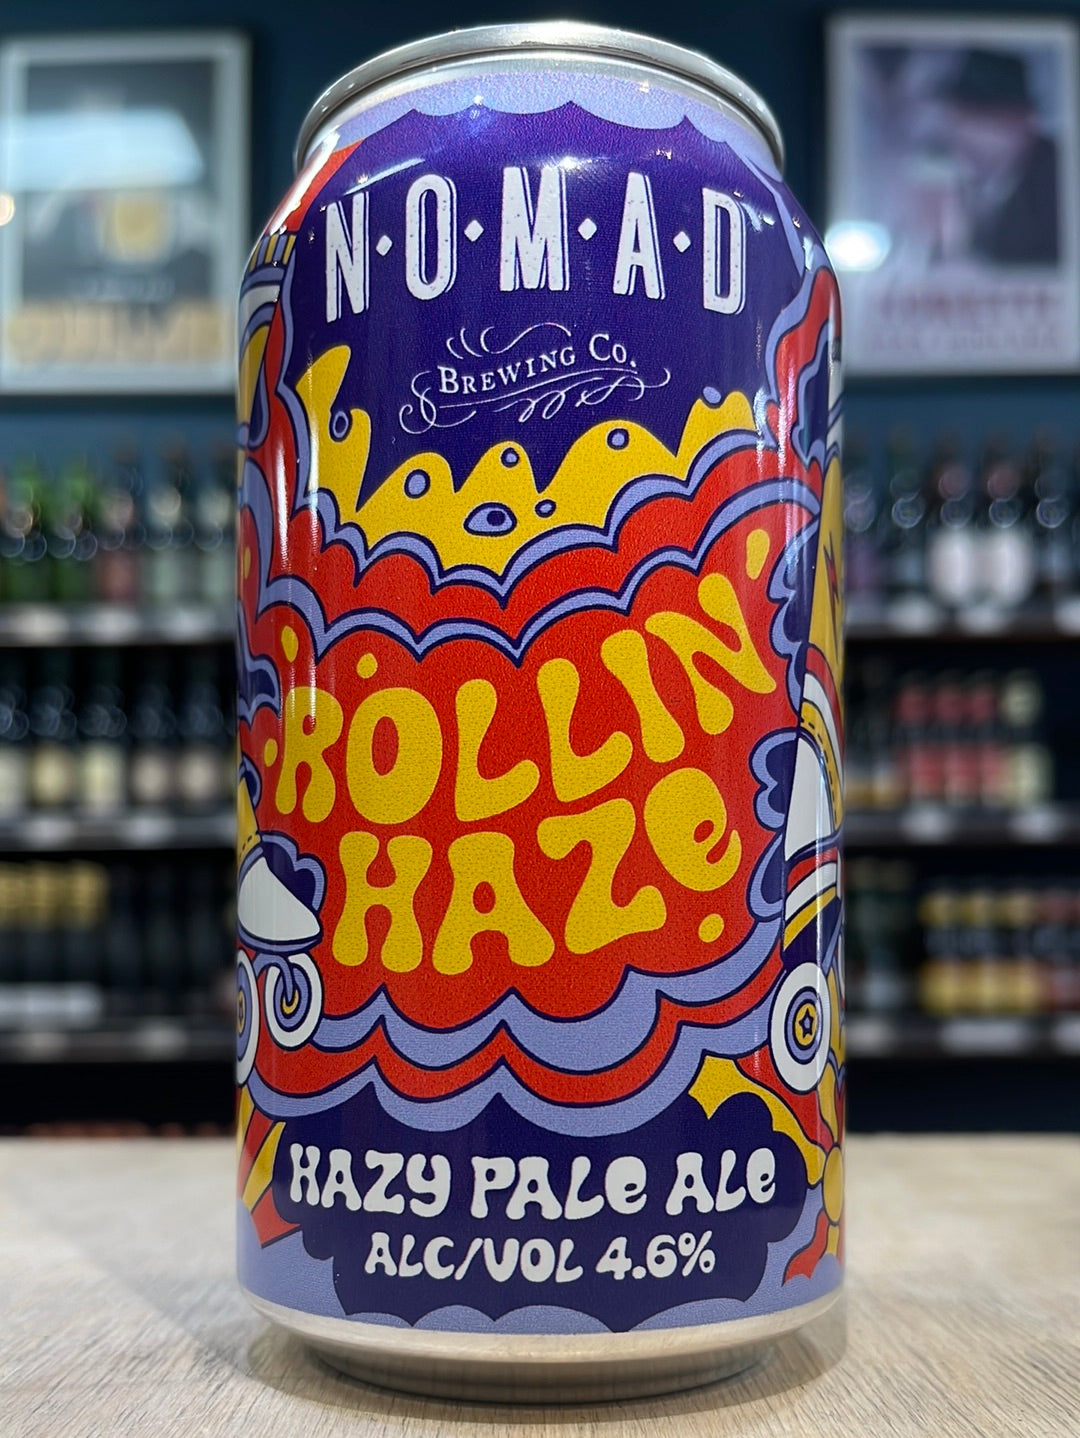 N·O·M·A·D
BREWING CO.
ROLLIN'
HAZE
HAZY PALE ALE
ALC/VOL 4.6%